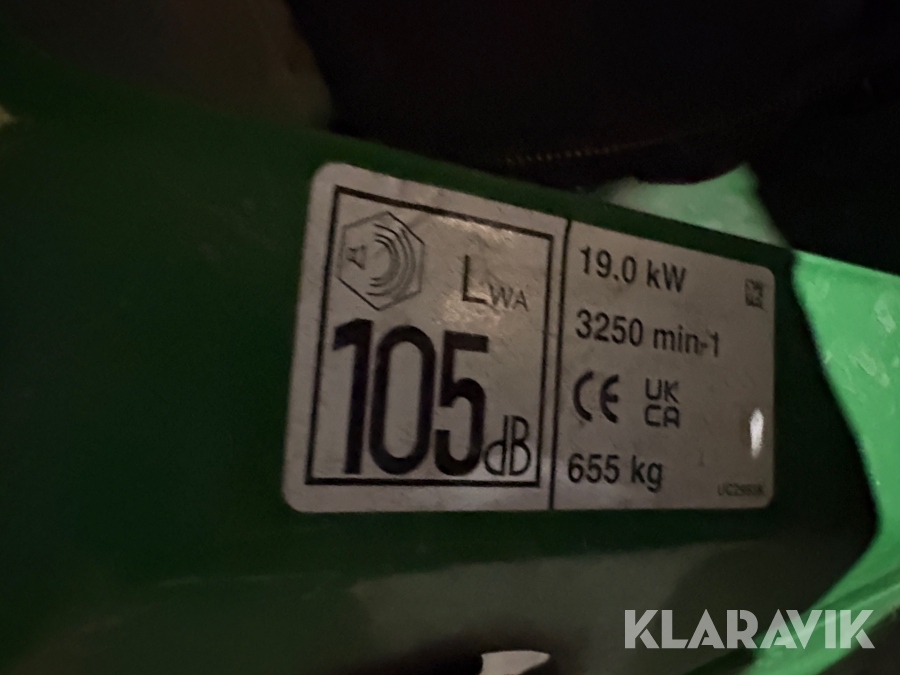 LWA
105dB
19.0 kW
3250 min-1
CE UK
CA
655 kg
KLARAVIK